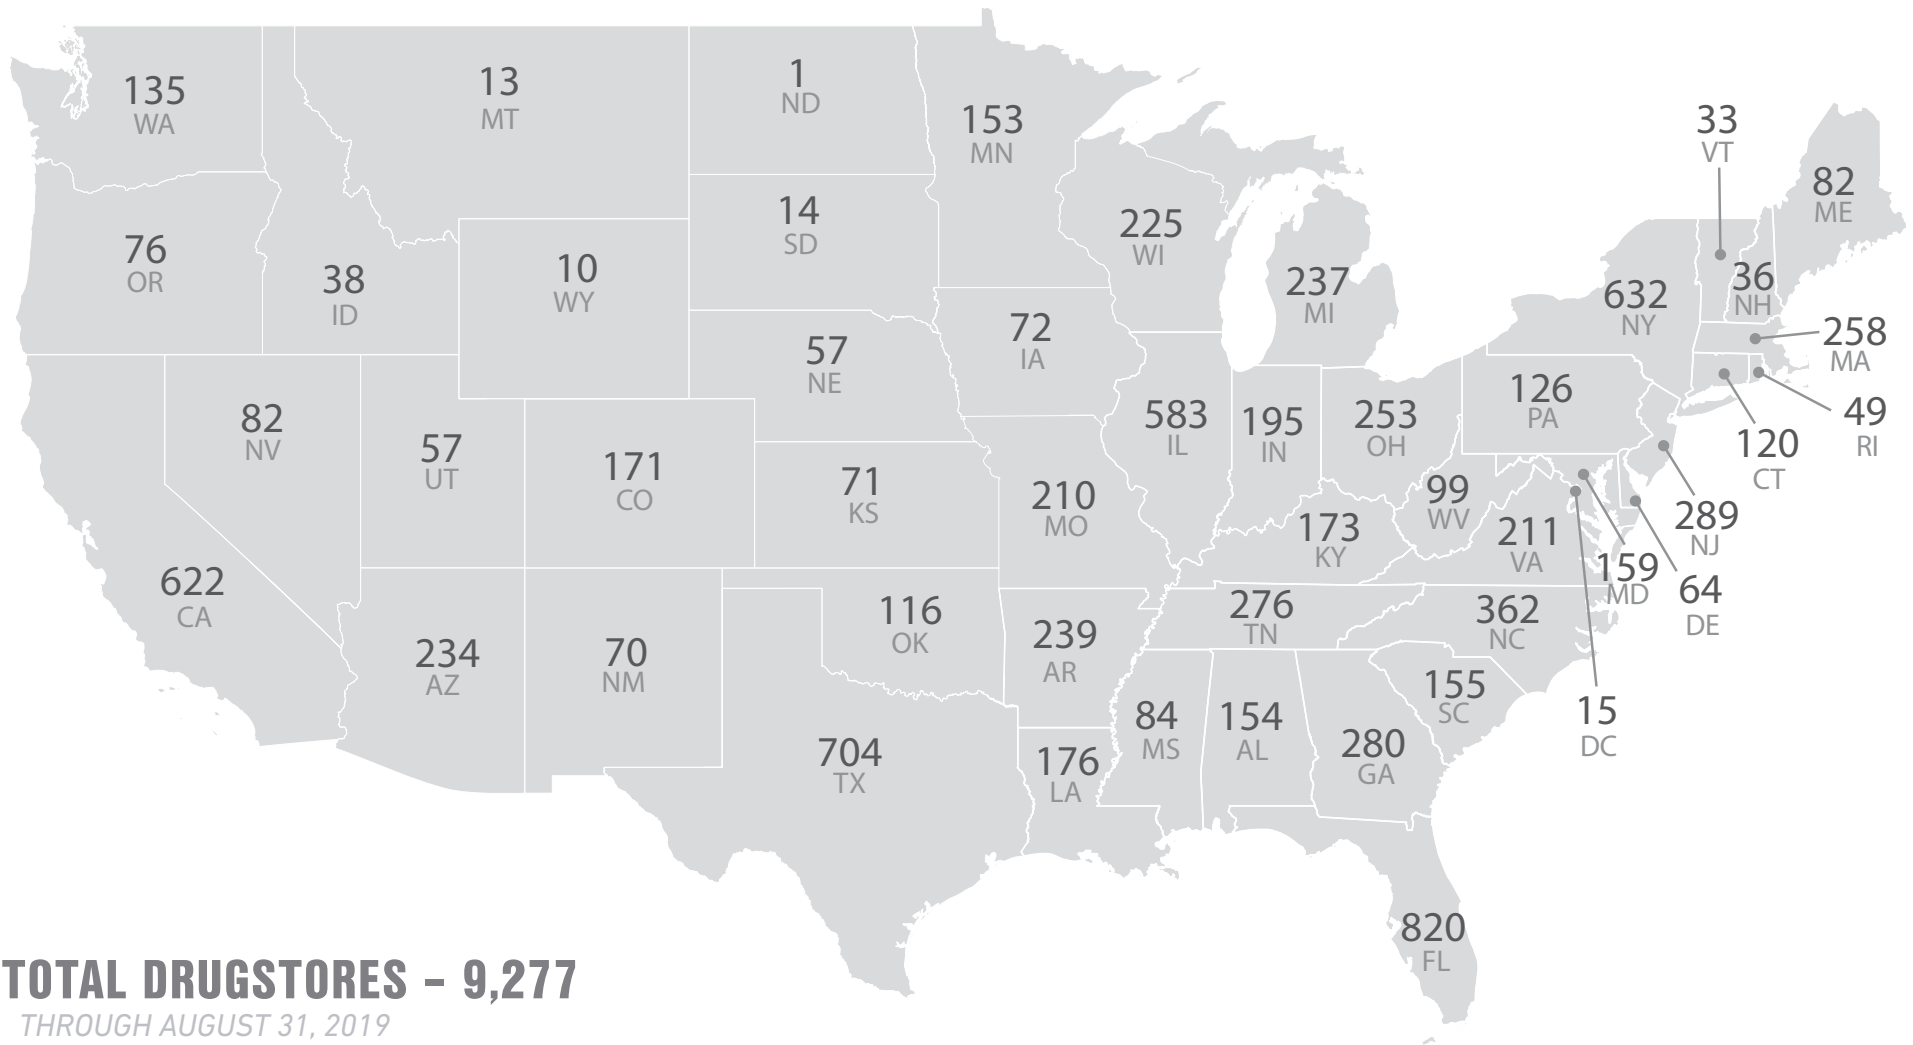 135
WA
13
MT
1
ND
153
MN
33
VT
82
ME
76
OR
38
ID
10
WY
14
SD
225
WI
237
MI
632
NY
36
NH
258
MA
72
IA
57
NE
82
NV
57
UT
171
CO
71
KS
210
MO
583
IL
195
IN
253
OH
126
PA
49
RI
120
CT
99
WV
173
KY
211
VA
289
NJ
159
MD
64
DE
622
CA
234
AZ
70
NM
116
OK
239
AR
276
TN
362
NC
155
SC
15
DC
704
TX
176
LA
84
MS
154
AL
280
GA
820
FL
TOTAL DRUGSTORES – 9,277
THROUGH AUGUST 31, 2019